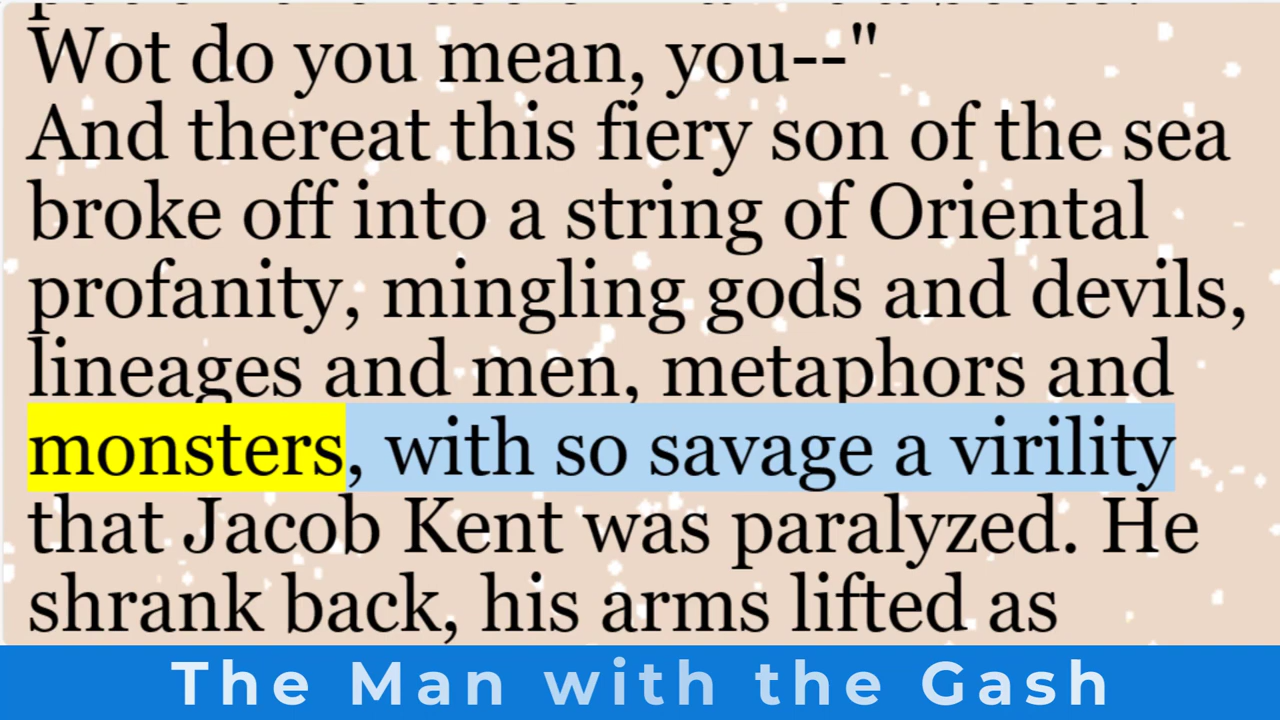 Wot do you mean, you--"
And thereat this fiery son of the sea
broke off into a string of Oriental
profanity, mingling gods and devils,
lineages and men, metaphors and
monsters, with so savage a virility
that Jacob Kent was paralyzed. He
shrank back, his arms lifted as
The Man with the Gash